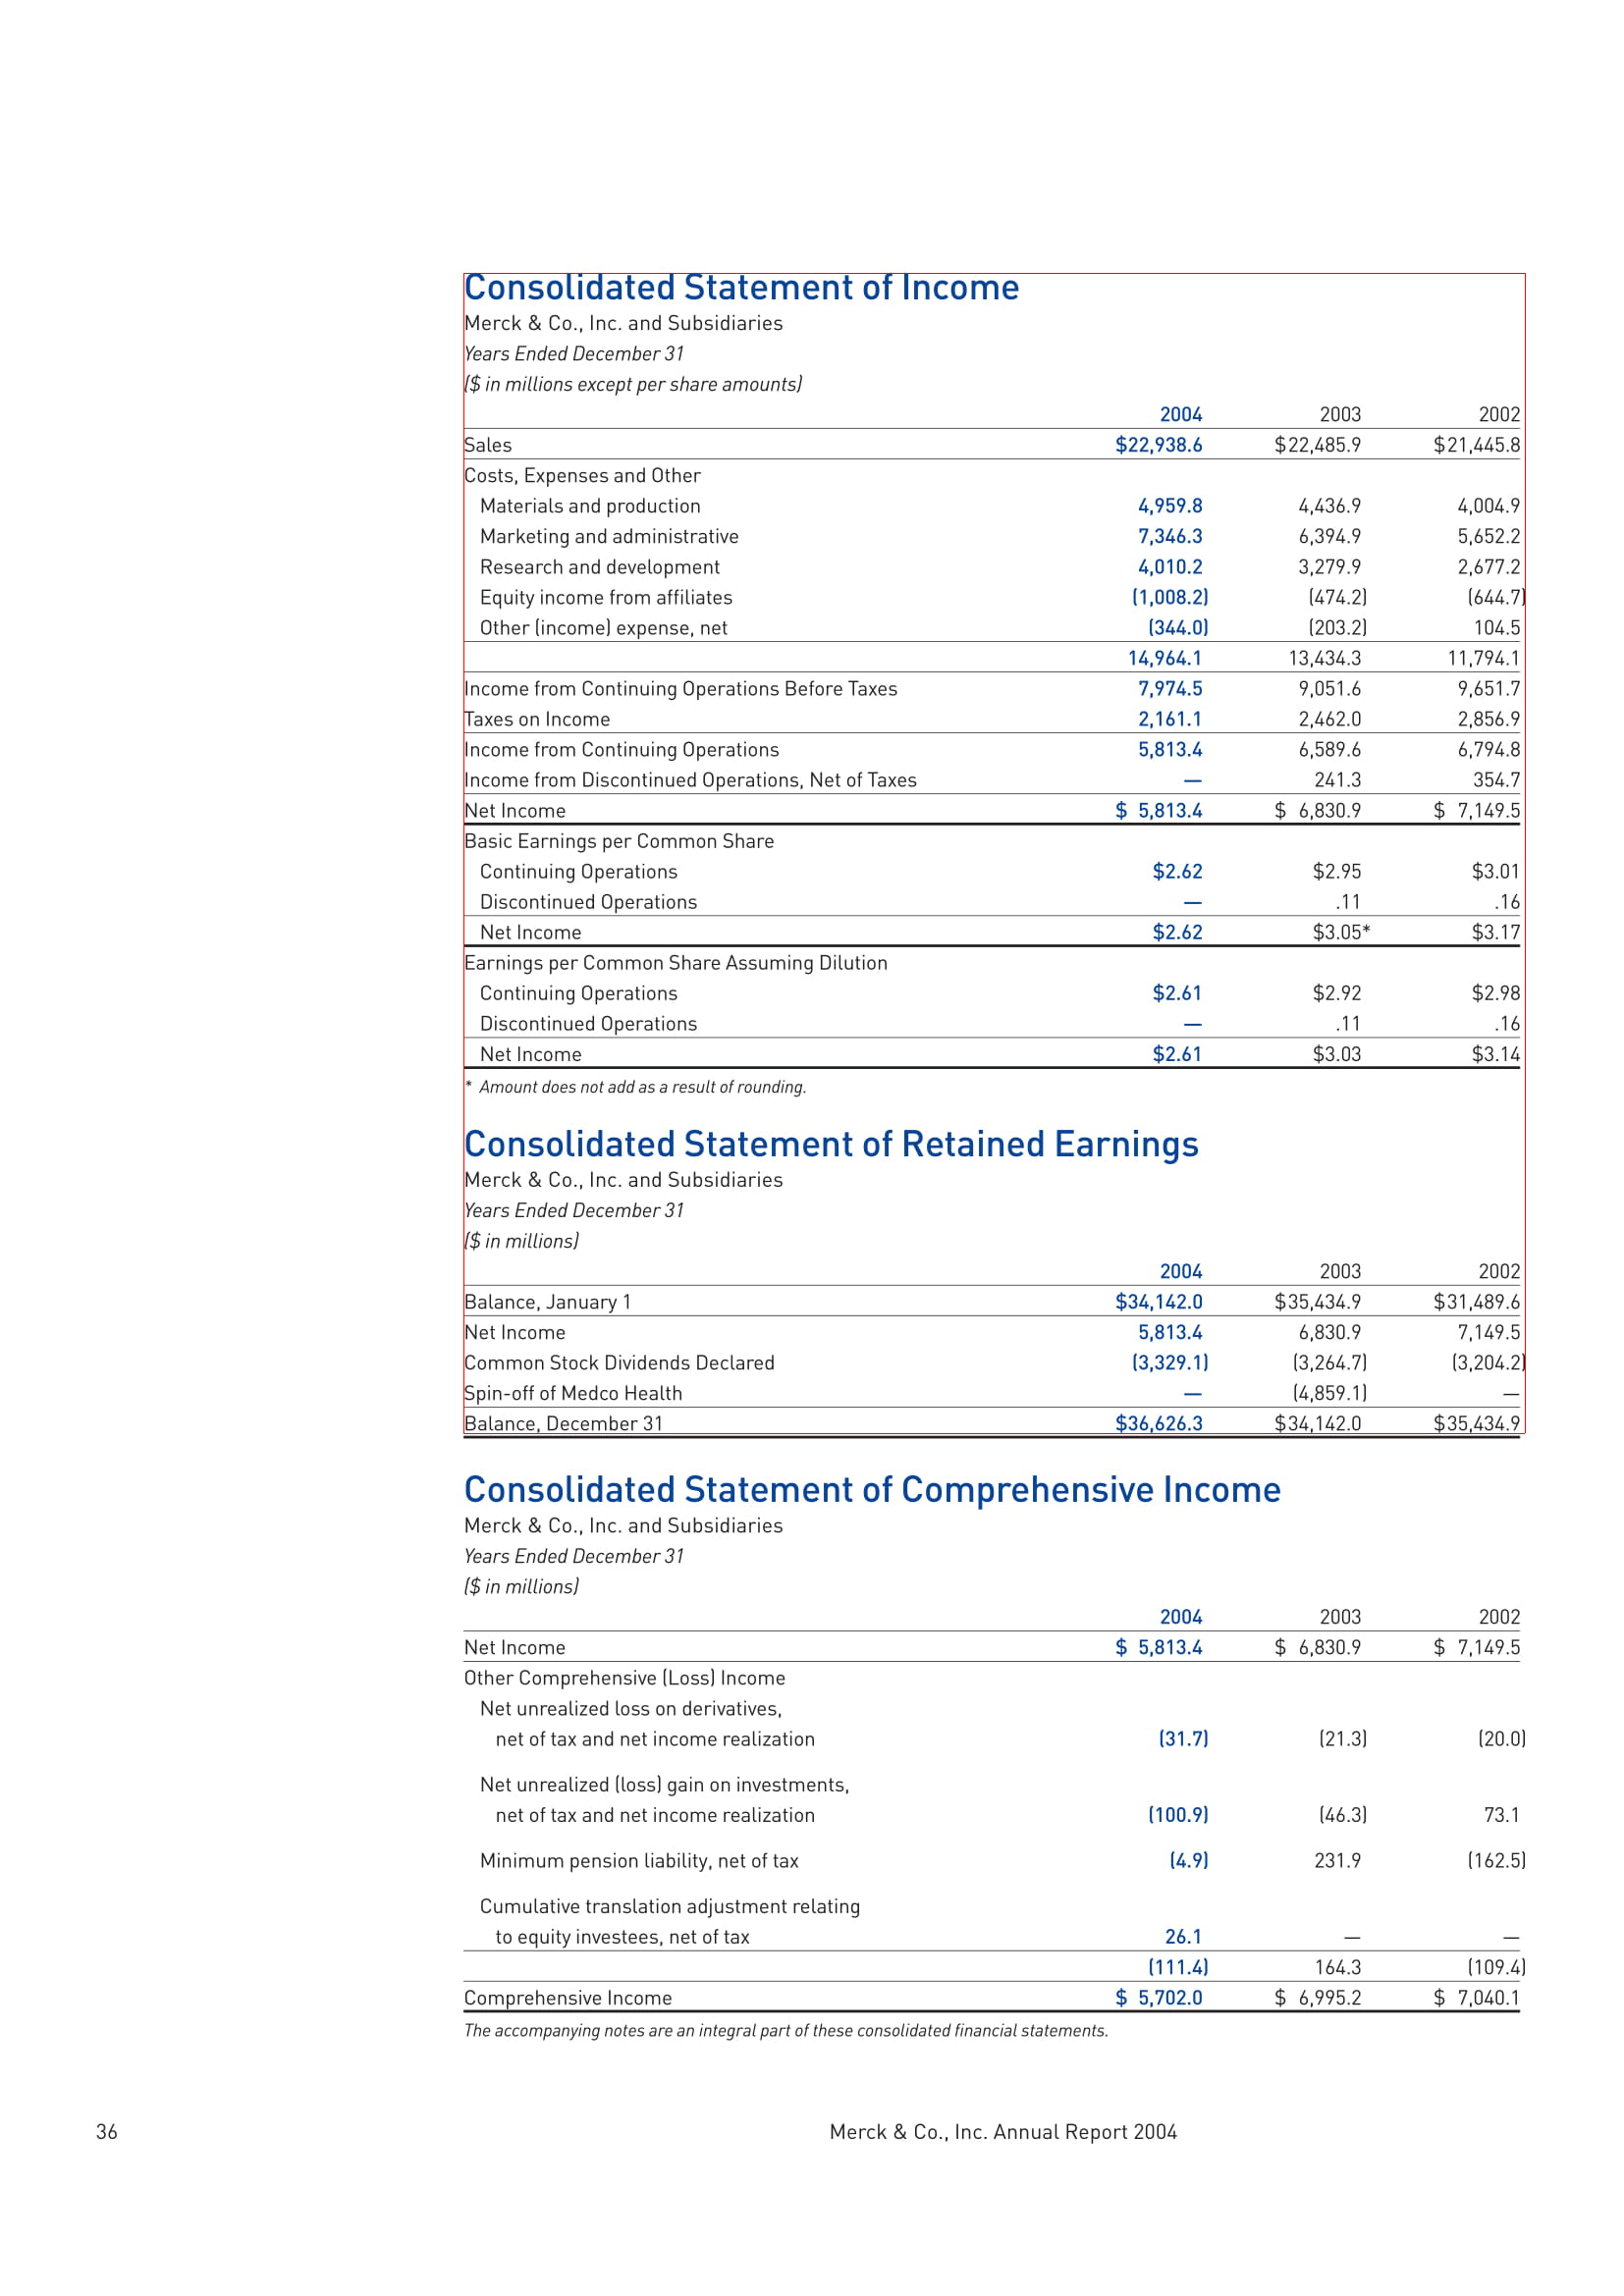 Consolidated Statement of Income
Merck & Co., Inc. and Subsidiaries
Years Ended December 31
($ in millions except per share amounts)
2004 2003 2002
Sales $22,938.6 $22,485.9 $21,445.8
Costs, Expenses and Other
Materials and production 4,959.8 4,436.9 4,004.9
Marketing and administrative 7,346.3 6,394.9 5,652.2
Research and development 4,010.2 3,279.9 2,677.2
Equity income from affiliates (1,008.2) (474.2) (644.7)
Other (income) expense, net (344.0) (203.2) 104.5
14,964.1 13,434.3 11,794.1
Income from Continuing Operations Before Taxes 7,974.5 9,051.6 9,651.7
Taxes on Income 2,161.1 2,462.0 2,856.9
Income from Continuing Operations 5,813.4 6,589.6 6,794.8
Income from Discontinued Operations, Net of Taxes — 241.3 354.7
Net Income $ 5,813.4 $ 6,830.9 $ 7,149.5
Basic Earnings per Common Share
Continuing Operations $2.62 $2.95 $3.01
Discontinued Operations — .11 .16
Net Income $2.62 $3.05* $3.17
Earnings per Common Share Assuming Dilution
Continuing Operations $2.61 $2.92 $2.98
Discontinued Operations — .11 .16
Net Income $2.61 $3.03 $3.14
* Amount does not add as a result of rounding.
Consolidated Statement of Retained Earnings
Merck & Co., Inc. and Subsidiaries
Years Ended December 31
($ in millions)
2004 2003 2002
Balance, January 1 $34,142.0 $35,434.9 $31,489.6
Net Income 5,813.4 6,830.9 7,149.5
Common Stock Dividends Declared (3,329.1) (3,264.7) (3,204.2)
Spin-off of Medco Health — (4,859.1) —
Balance, December 31 $36,626.3 $34,142.0 $35,434.9
Consolidated Statement of Comprehensive Income
Merck & Co., Inc. and Subsidiaries
Years Ended December 31
($ in millions)
2004 2003 2002
Net Income $ 5,813.4 $ 6,830.9 $ 7,149.5
Other Comprehensive (Loss) Income
Net unrealized loss on derivatives,
net of tax and net income realization (31.7) (21.3) (20.0)
Net unrealized (loss) gain on investments,
net of tax and net income realization (100.9) (46.3) 73.1
Minimum pension liability, net of tax (4.9) 231.9 (162.5)
Cumulative translation adjustment relating
to equity investees, net of tax 26.1 — —
(111.4) 164.3 (109.4)
Comprehensive Income $ 5,702.0 $ 6,995.2 $ 7,040.1
The accompanying notes are an integral part of these consolidated financial statements.
36 Merck & Co., Inc. Annual Report 2004